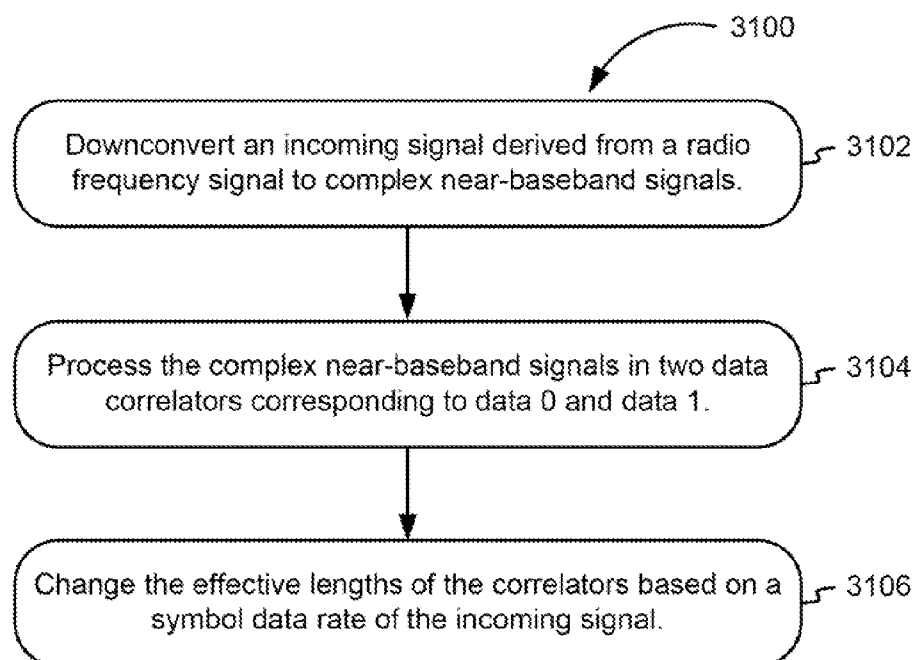 3100
Downconvert an incoming signal derived from a radio
frequency signal to complex near-baseband signals.
3102
Process the complex near-baseband signals in two data
correlators corresponding to data 0 and data 1.
3104
Change the effective lengths of the correlators based on a
symbol data rate of the incoming signal.
3106